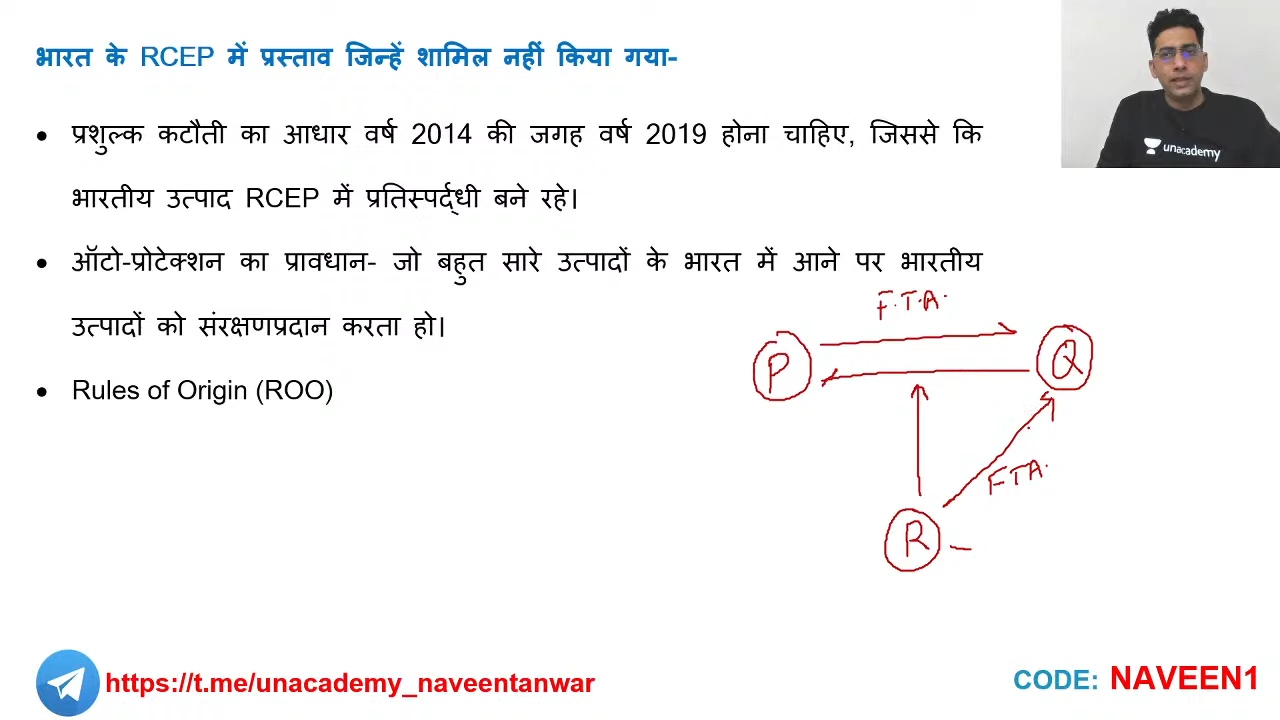 भारत के RCEP में प्रस्ताव जिन्हें शामिल नहीं किया गया-
• प्रशुल्क कटौती का आधार वर्ष 2014 की जगह वर्ष 2019 होना चाहिए, जिससे कि
भारतीय उत्पाद RCEP में प्रतिस्पर्द्धी बने रहे।
• ऑटो-प्रोटेक्शन का प्रावधान- जो बहुत सारे उत्पादों के भारत में आने पर भारतीय
उत्पादों को संरक्षणप्रदान करता हो।
• Rules of Origin (ROO)
F.T.A.
P
Q
FTA.
R
unacademy
https://t.me/unacademy_naveentanwar
CODE: NAVEEN1